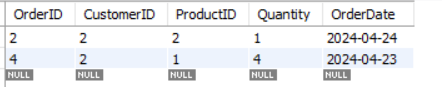 OrderID CustomerID ProductID Quantity OrderDate
2 2 2 1 2024-04-24
4 2 1 4 2024-04-23
NULL NULL NULL NULL NULL